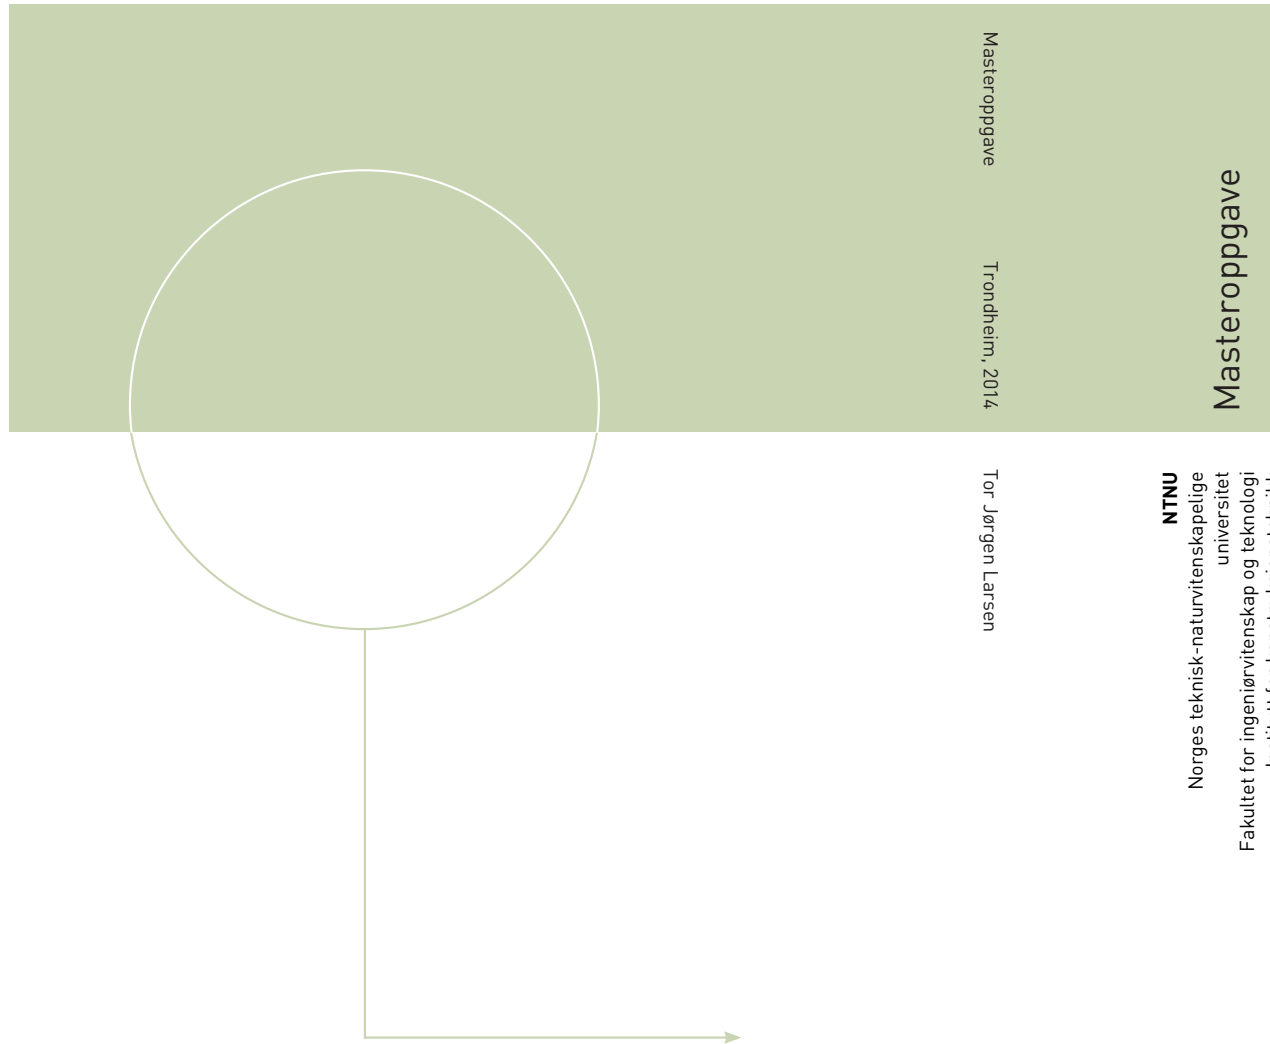 Masteroppgave
Trondheim, 2014
Tor Jørgen Larsen
Masteroppgave
NTNU
Norges teknisk-naturvitenskapelige
universitet
Fakultet for ingeniørvitenskap og teknologi